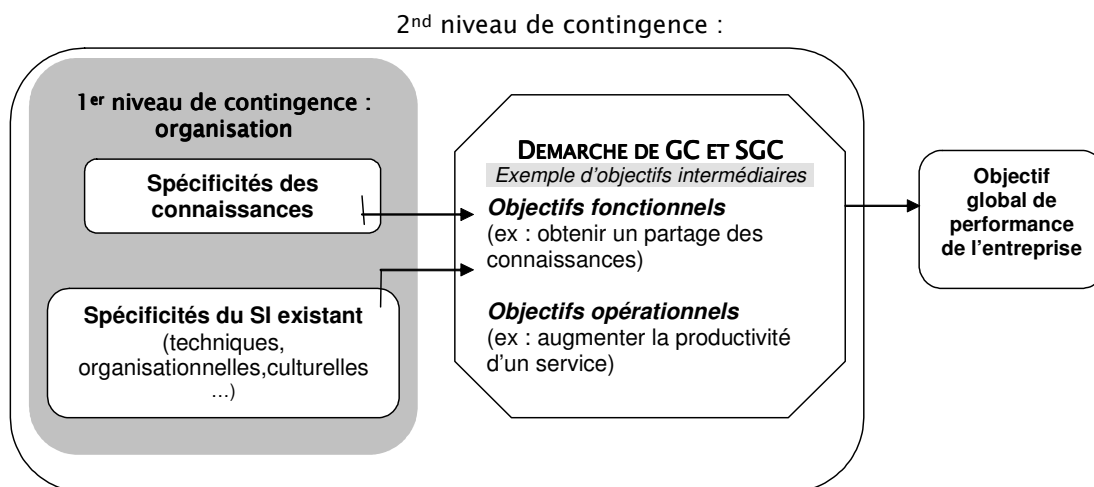 2nd niveau de contingence :
1er niveau de contingence :
organisation
Spécificités des
connaissances
Spécificités du SI existant
(techniques,
organisationnelles,culturelles
…)
DEMARCHE DE GC ET SGC
Exemple d'objectifs intermédiaires
Objectifs fonctionnels
(ex : obtenir un partage des
connaissances)
Objectifs opérationnels
(ex : augmenter la productivité
d'un service)
Objectif
global de
performance
de l'entreprise